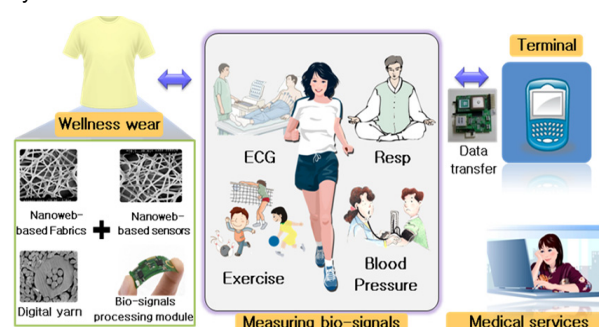 Terminal
Wellness wear
ECG
Resp
Data
transfer
Nanoweb-
based Fabrics
Nanoweb-
based sensors
Exercise
Blood
Pressure
Digital yarn
Bio-signals
processing module
Measuring bio-signals
Medical services